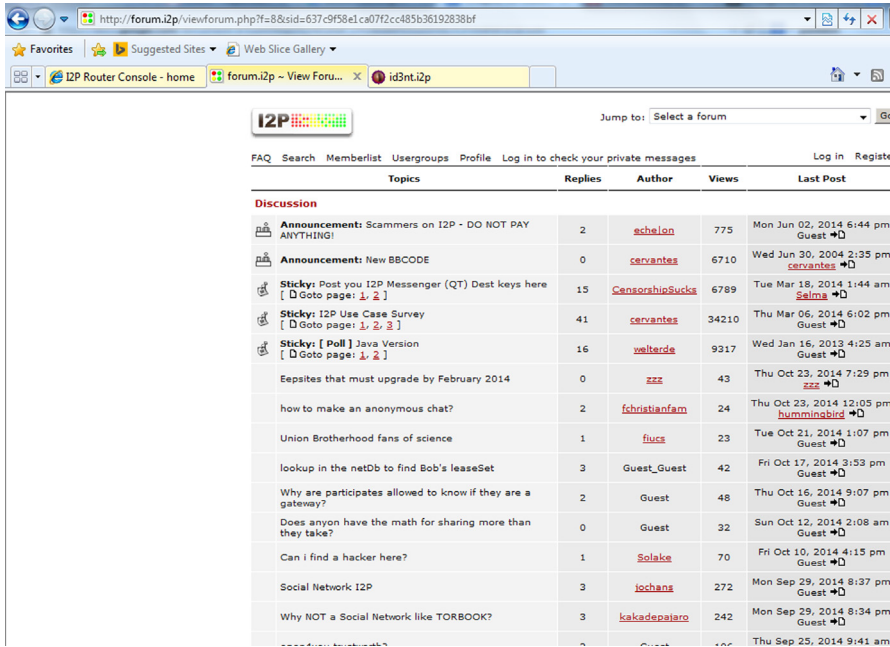 http://forum.i2p/viewforum.php?f=8&sid=637c9f58e1ca07f2cc485b36192838bf
Favorites Suggested Sites Web Slice Gallery
I2P Router Console - home forum.i2p ~ View Foru... X id3nt.i2p
I2P Jump to: Select a forum Go
FAQ Search Memberlist Usergroups Profile Log in to check your private messages Log in Registe
Topics Replies Author Views Last Post
Discussion
Announcement: Scammers on I2P - DO NOT PAY ANYTHING! 2 echelon 775 Mon Jun 02, 2014 6:44 pm
Guest
Announcement: New BBCODE 0 cervantes 6710 Wed Jun 30, 2004 2:35 pm
cervantes
Sticky: Post you I2P Messenger (QT) Dest keys here 15 CensorshipSucks 6789 Tue Mar 18, 2014 1:44 am
[ Goto page: 1, 2 ] Selma
Sticky: I2P Use Case Survey 41 cervantes 34210 Thu Mar 06, 2014 6:02 pm
[ Goto page: 1, 2, 3 ] Guest
Sticky: [ Poll ] Java Version 16 welterde 9317 Wed Jan 16, 2013 4:25 am
[ Goto page: 1, 2 ] Guest
Eepsites that must upgrade by February 2014 0 zzz 43 Thu Oct 23, 2014 7:29 pm
zzz
how to make an anonymous chat? 2 fchristianfam 24 Thu Oct 23, 2014 12:05 pm
hummingbird
Union Brotherhood fans of science 1 fiucs 23 Tue Oct 21, 2014 1:07 pm
Guest
lookup in the netDb to find Bob's leaseSet 3 Guest_Guest 42 Fri Oct 17, 2014 3:53 pm
Guest
Why are participates allowed to know if they are a gateway? 2 Guest 48 Thu Oct 16, 2014 9:07 pm
Guest
Does anyon have the math for sharing more than they take? 0 Guest 32 Sun Oct 12, 2014 2:08 am
Guest
Can i find a hacker here? 1 Solake 70 Fri Oct 10, 2014 4:15 pm
Guest
Social Network I2P 3 jochans 272 Mon Sep 29, 2014 8:37 pm
Guest
Why NOT a Social Network like TORBOOK? 3 kakadepajaro 242 Mon Sep 29, 2014 8:34 pm
Guest
Thu Sep 25, 2014 9:41 am